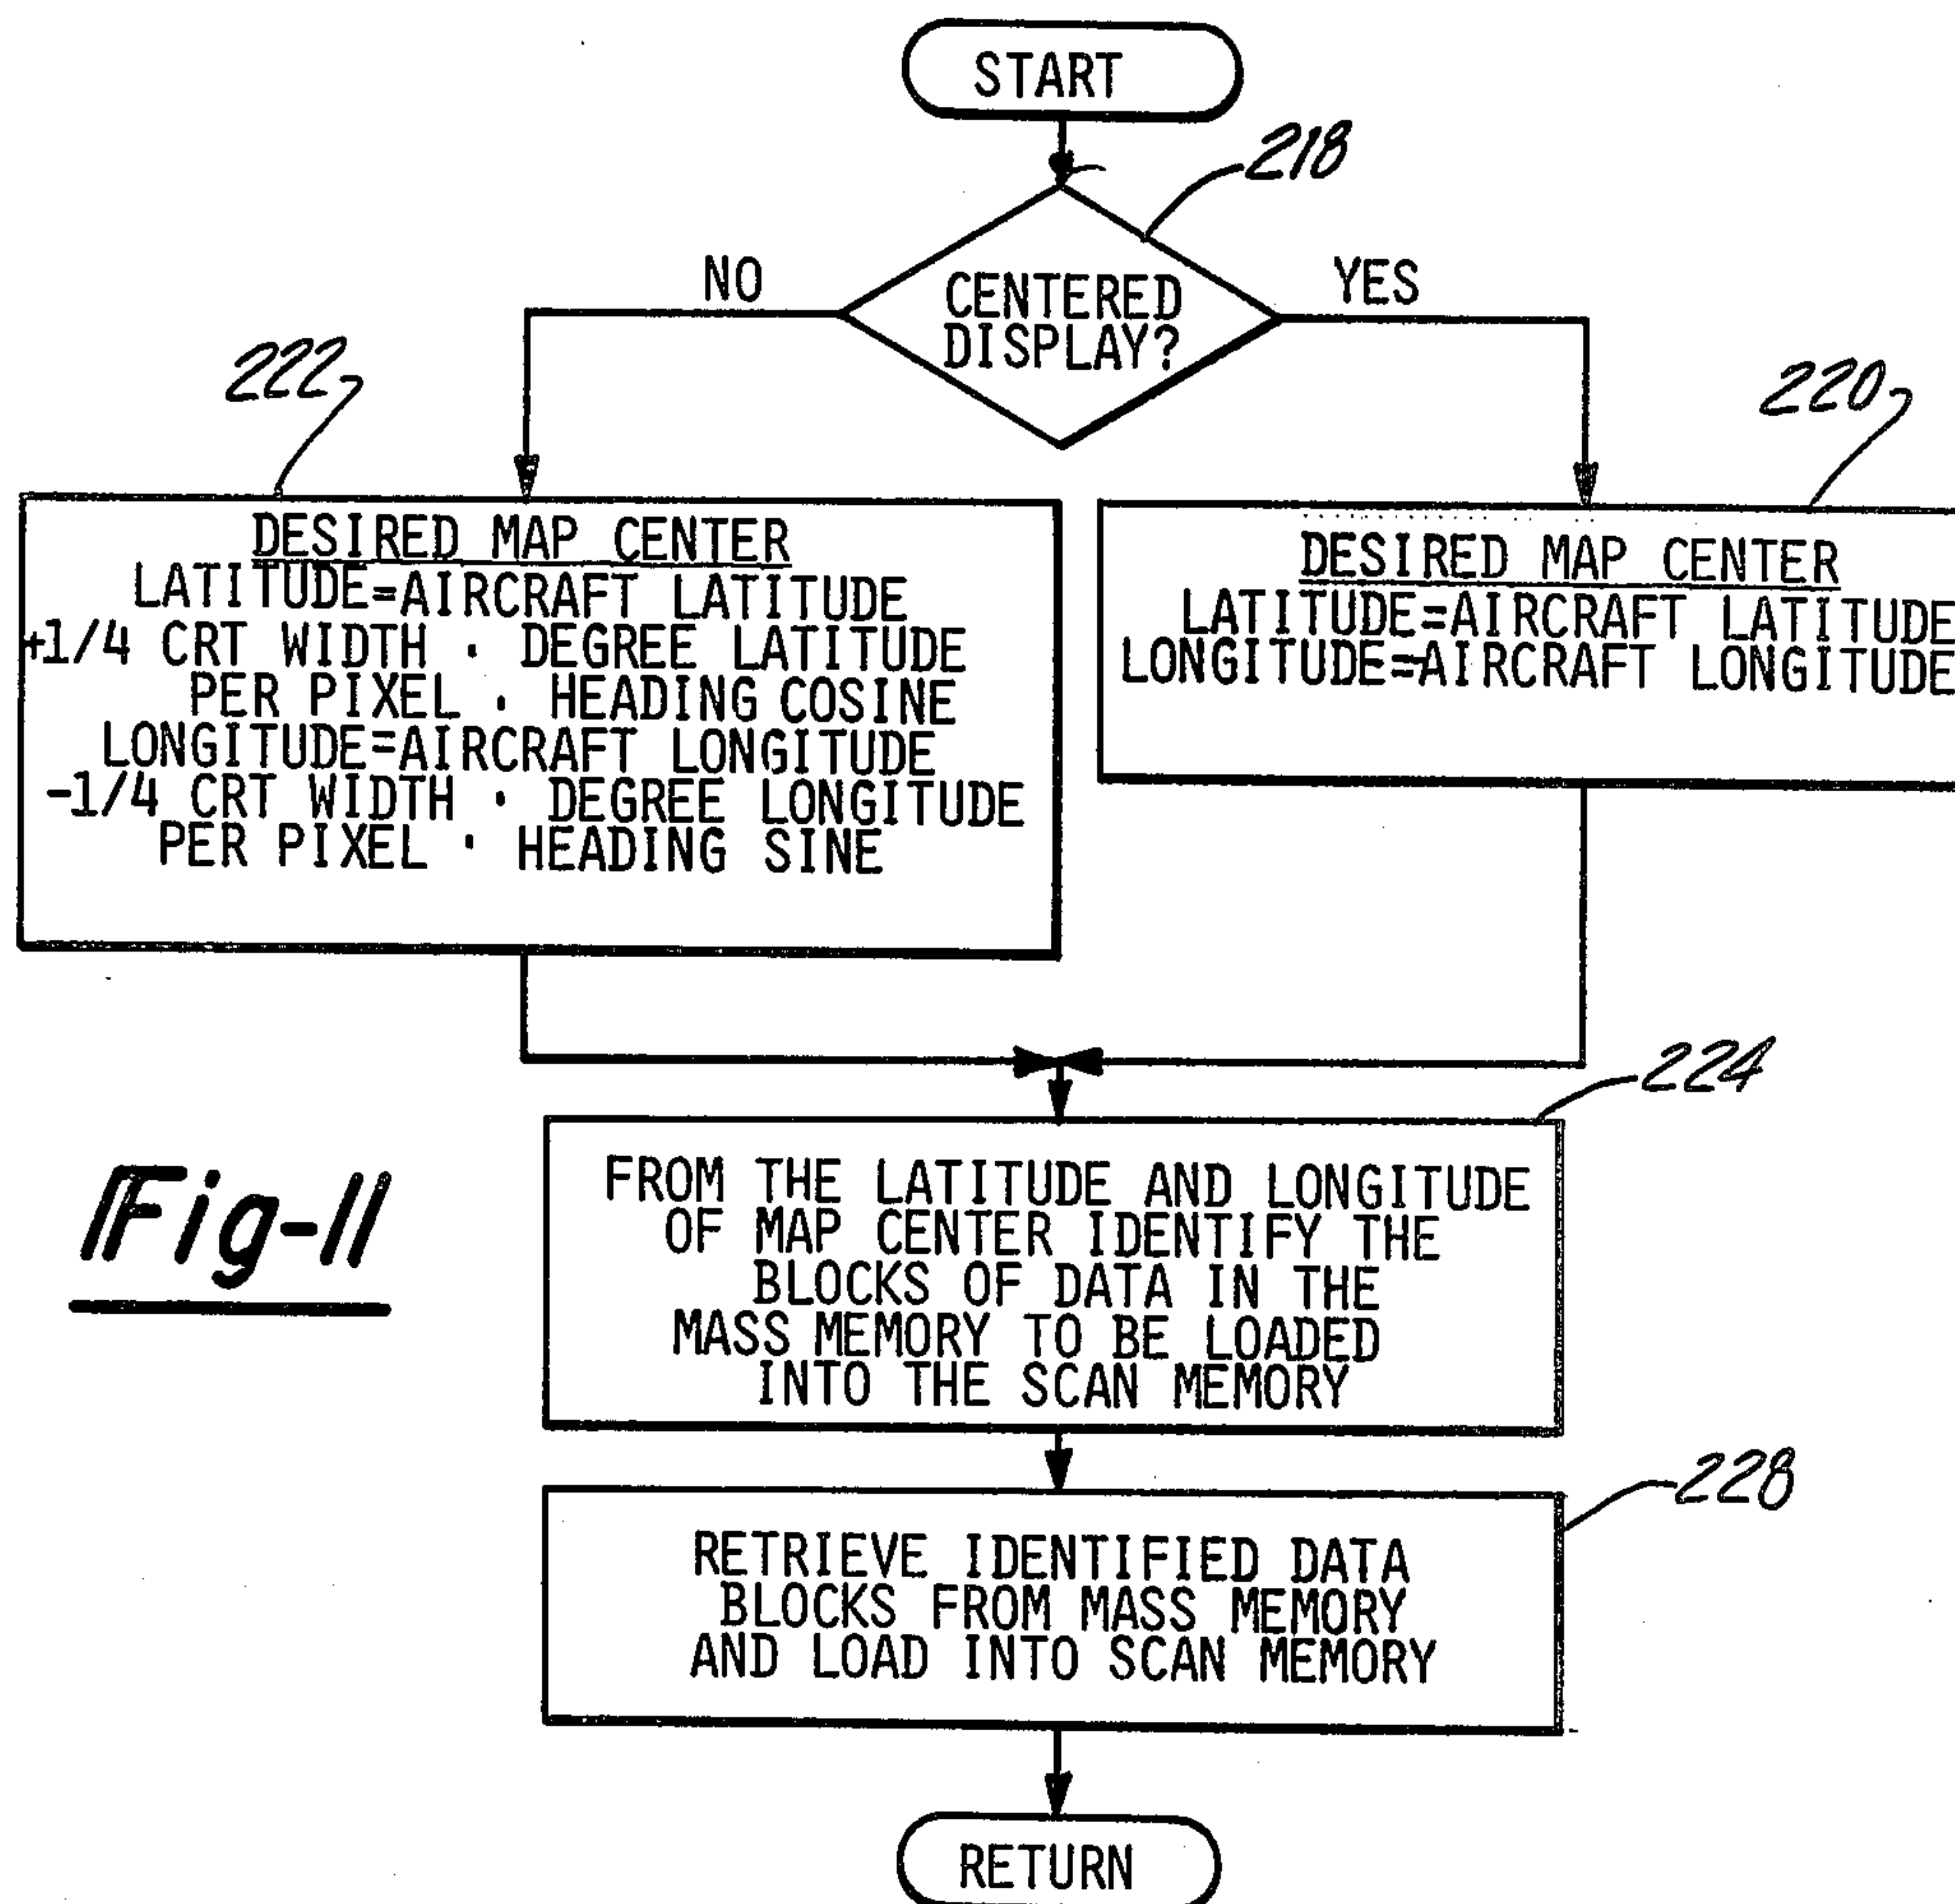 START
218
CENTERED
DISPLAY?
NO
YES
222
220
DESIRED MAP CENTER
LATITUDE=AIRCRAFT LATITUDE
+1/4 CRT WIDTH · DEGREE LATITUDE
PER PIXEL · HEADING COSINE
LONGITUDE=AIRCRAFT LONGITUDE
-1/4 CRT WIDTH · DEGREE LONGITUDE
PER PIXEL · HEADING SINE
DESIRED MAP CENTER
LATITUDE=AIRCRAFT LATITUDE
LONGITUDE=AIRCRAFT LONGITUDE
224
FROM THE LATITUDE AND LONGITUDE
OF MAP CENTER IDENTIFY THE
BLOCKS OF DATA IN THE
MASS MEMORY TO BE LOADED
INTO THE SCAN MEMORY
Fig-11
228
RETRIEVE IDENTIFIED DATA
BLOCKS FROM MASS MEMORY
AND LOAD INTO SCAN MEMORY
RETURN